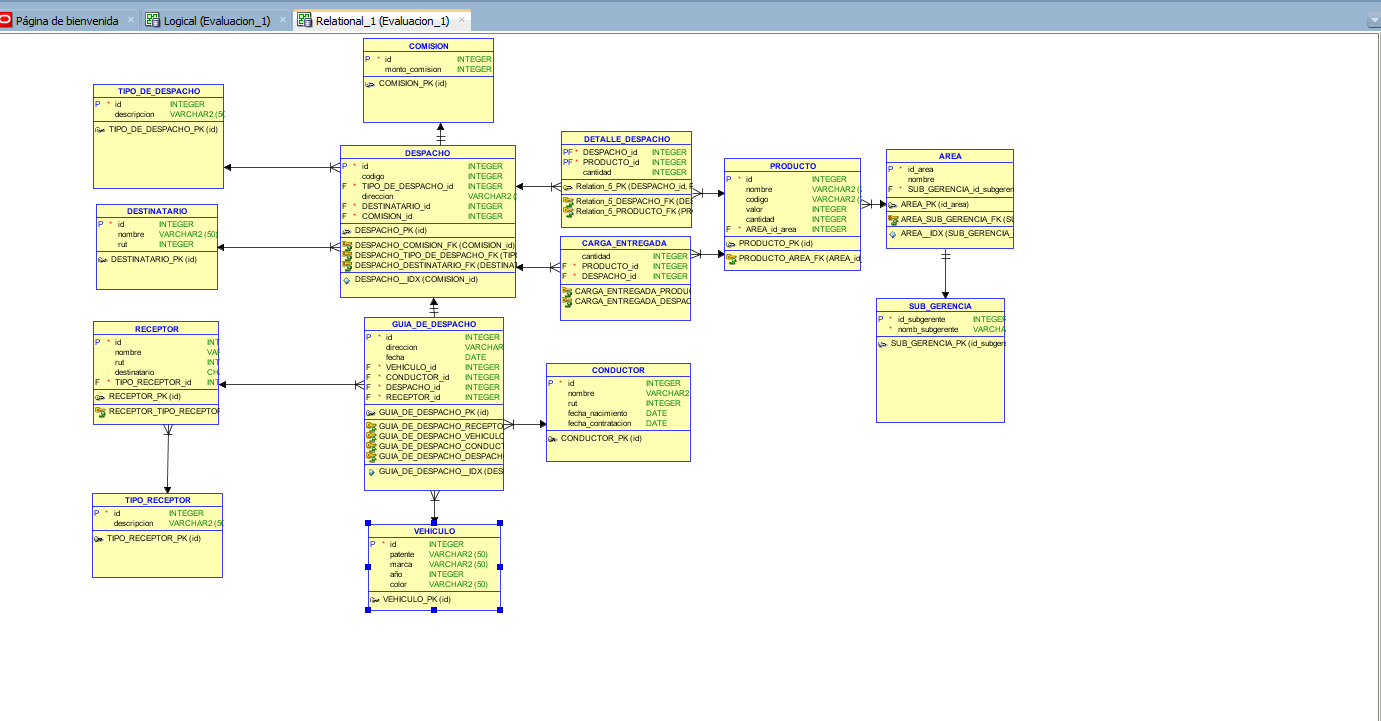 Página de bienvenida
Logical (Evaluacion_1)
Relational_1 (Evaluacion_1)
COMISION
P * id INTEGER
monto_comision INTEGER
COMISION_PK (id)
TIPO_DE_DESPACHO
P * id INTEGER
descripcion VARCHAR2 (50
TIPO_DE_DESPACHO_PK (id)
DESPACHO
P * id INTEGER
codigo INTEGER
F * TIPO_DE_DESPACHO_id INTEGER
direccion VARCHAR2 (
F * DESTINATARIO_id INTEGER
F * COMISION_id INTEGER
DESPACHO_PK (id)
DESPACHO_COMISION_FK (COMISION_id)
DESPACHO_TIPO_DE_DESPACHO_FK (TIP
DESPACHO_DESTINATARIO_FK (DESTINA
DESPACHO__IDX (COMISION_id)
DETALLE_DESPACHO
PF * DESPACHO_id INTEGER
PF * PRODUCTO_id INTEGER
cantidad INTEGER
Relation_5_PK (DESPACHO_id,
Relation_5_DESPACHO_FK (DES
Relation_5_PRODUCTO_FK (PR
PRODUCTO
P * id INTEGER
nombre VARCHAR2 (
codigo VARCHAR2 (
valor INTEGER
cantidad INTEGER
F * AREA_id_area INTEGER
PRODUCTO_PK (id)
PRODUCTO_AREA_FK (AREA_id
AREA
P * id_area
nombre
F * SUB_GERENCIA_id_subgeren
AREA_PK (id_area)
AREA_SUB_GERENCIA_FK (SU
AREA__IDX (SUB_GERENCIA_
DESTINATARIO
P * id INTEGER
nombre VARCHAR2 (50)
rut INTEGER
DESTINATARIO_PK (id)
CARGA_ENTREGADA
cantidad INTEGER
F * PRODUCTO_id INTEGER
F * DESPACHO_id INTEGER
CARGA_ENTREGADA_PRODU
CARGA_ENTREGADA_DESPAC
SUB_GERENCIA
P * id_subgerente INTEGER
* nomb_subgerente VARCHA
SUB_GERENCIA_PK (id_subger
RECEPTOR
P * id INT
nombre VAR
rut INT
destinatario CH
F * TIPO_RECEPTOR_id INT
RECEPTOR_PK (id)
RECEPTOR_TIPO_RECEPTOR
GUIA_DE_DESPACHO
P * id INTEGER
direccion VARCHAR
fecha DATE
F * VEHICULO_id INTEGER
F * CONDUCTOR_id INTEGER
F * DESPACHO_id INTEGER
F * RECEPTOR_id INTEGER
GUIA_DE_DESPACHO_PK (id)
GUIA_DE_DESPACHO_RECEPTO
GUIA_DE_DESPACHO_VEHICULO
GUIA_DE_DESPACHO_CONDUCT
GUIA_DE_DESPACHO_DESPACH
GUIA_DE_DESPACHO__IDX (DES
CONDUCTOR
P * id INTEGER
nombre VARCHAR2
rut INTEGER
fecha_nacimiento DATE
fecha_contratacion DATE
CONDUCTOR_PK (id)
TIPO_RECEPTOR
P * id INTEGER
descripcion VARCHAR2 (50
TIPO_RECEPTOR_PK (id)
VEHICULO
P * id INTEGER
patente VARCHAR2 (50)
marca VARCHAR2 (50)
año INTEGER
color VARCHAR2 (50)
VEHICULO_PK (id)